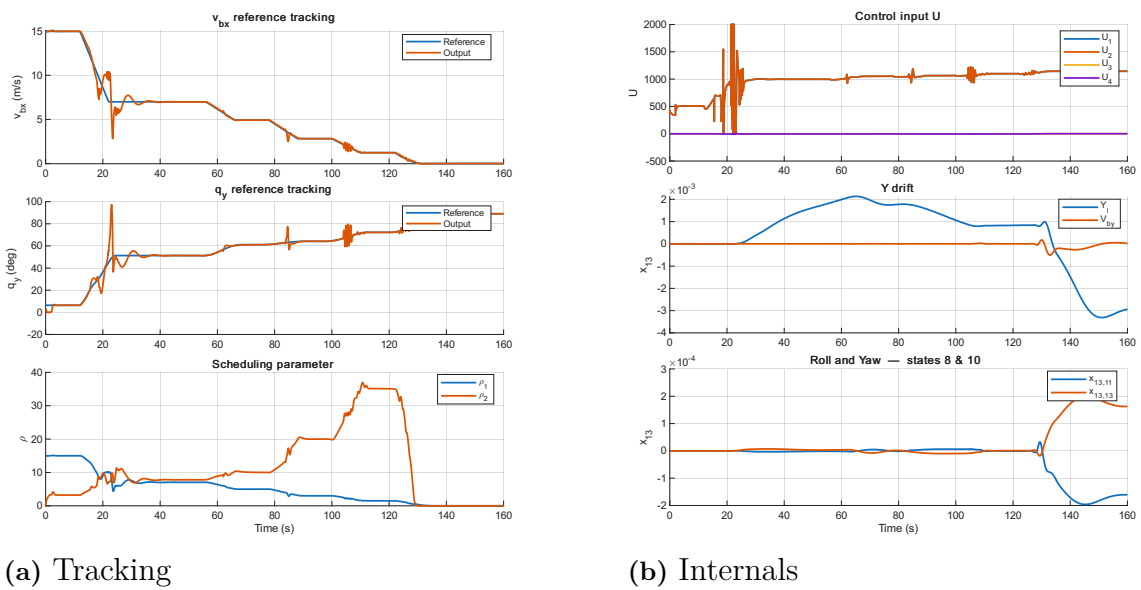 v_bx reference tracking
15
10
5
0
v_bx (m/s)
Reference
Output
0 20 40 60 80 100 120 140 160
q_y reference tracking
100
80
60
40
20
0
-20
q_y (deg)
Reference
Output
0 20 40 60 80 100 120 140 160
Scheduling parameter
40
30
20
10
0
ρ
ρ_1
ρ_2
0 20 40 60 80 100 120 140 160
Time (s)
(a) Tracking
Control input U
2000
1500
1000
500
0
-500
U
U_1
U_2
U_3
U_4
0 20 40 60 80 100 120 140 160
×10^-3
Y drift
2
1
0
-1
-2
-3
-4
x_13
Y_I
V_by
0 20 40 60 80 100 120 140 160
×10^-4
Roll and Yaw — states 8 & 10
3
2
1
0
-1
-2
x_13
x_13,11
x_13,13
0 20 40 60 80 100 120 140 160
Time (s)
(b) Internals